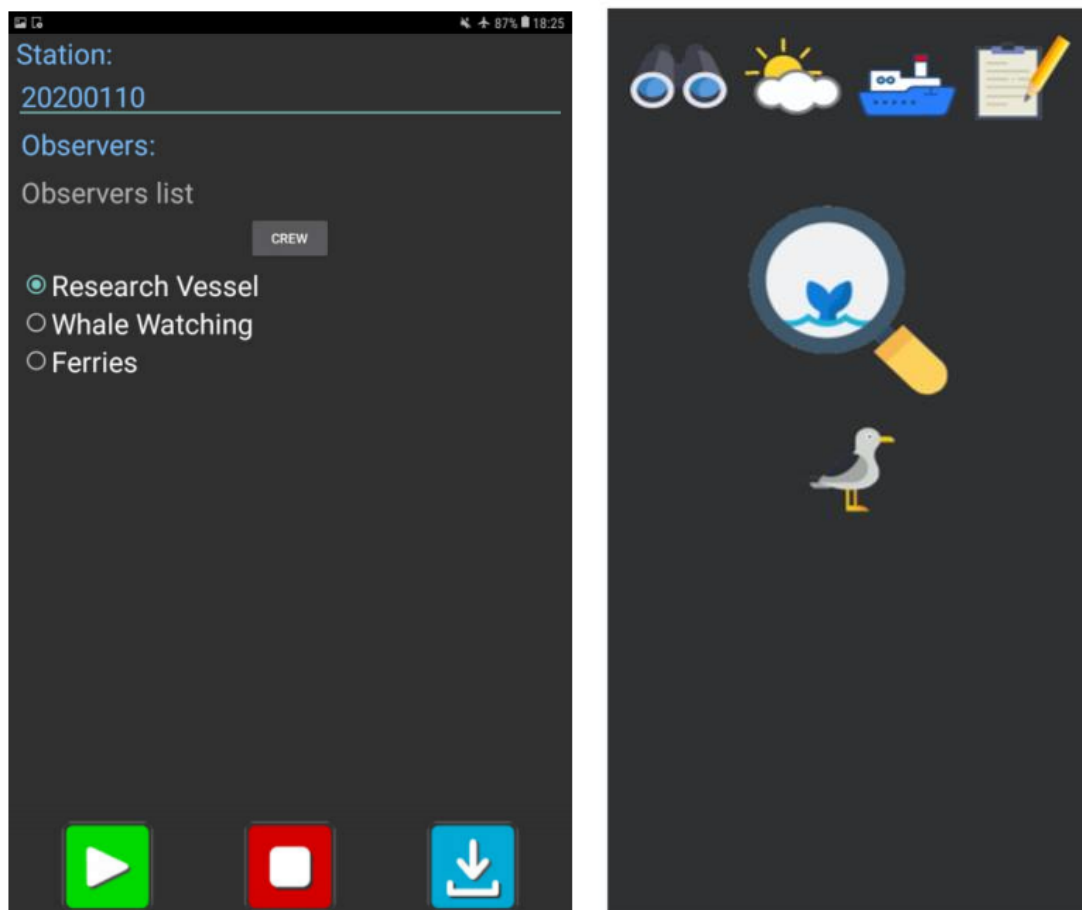 87% 18:25
Station:
20200110
Observers:
Observers list
CREW
Research Vessel
Whale Watching
Ferries